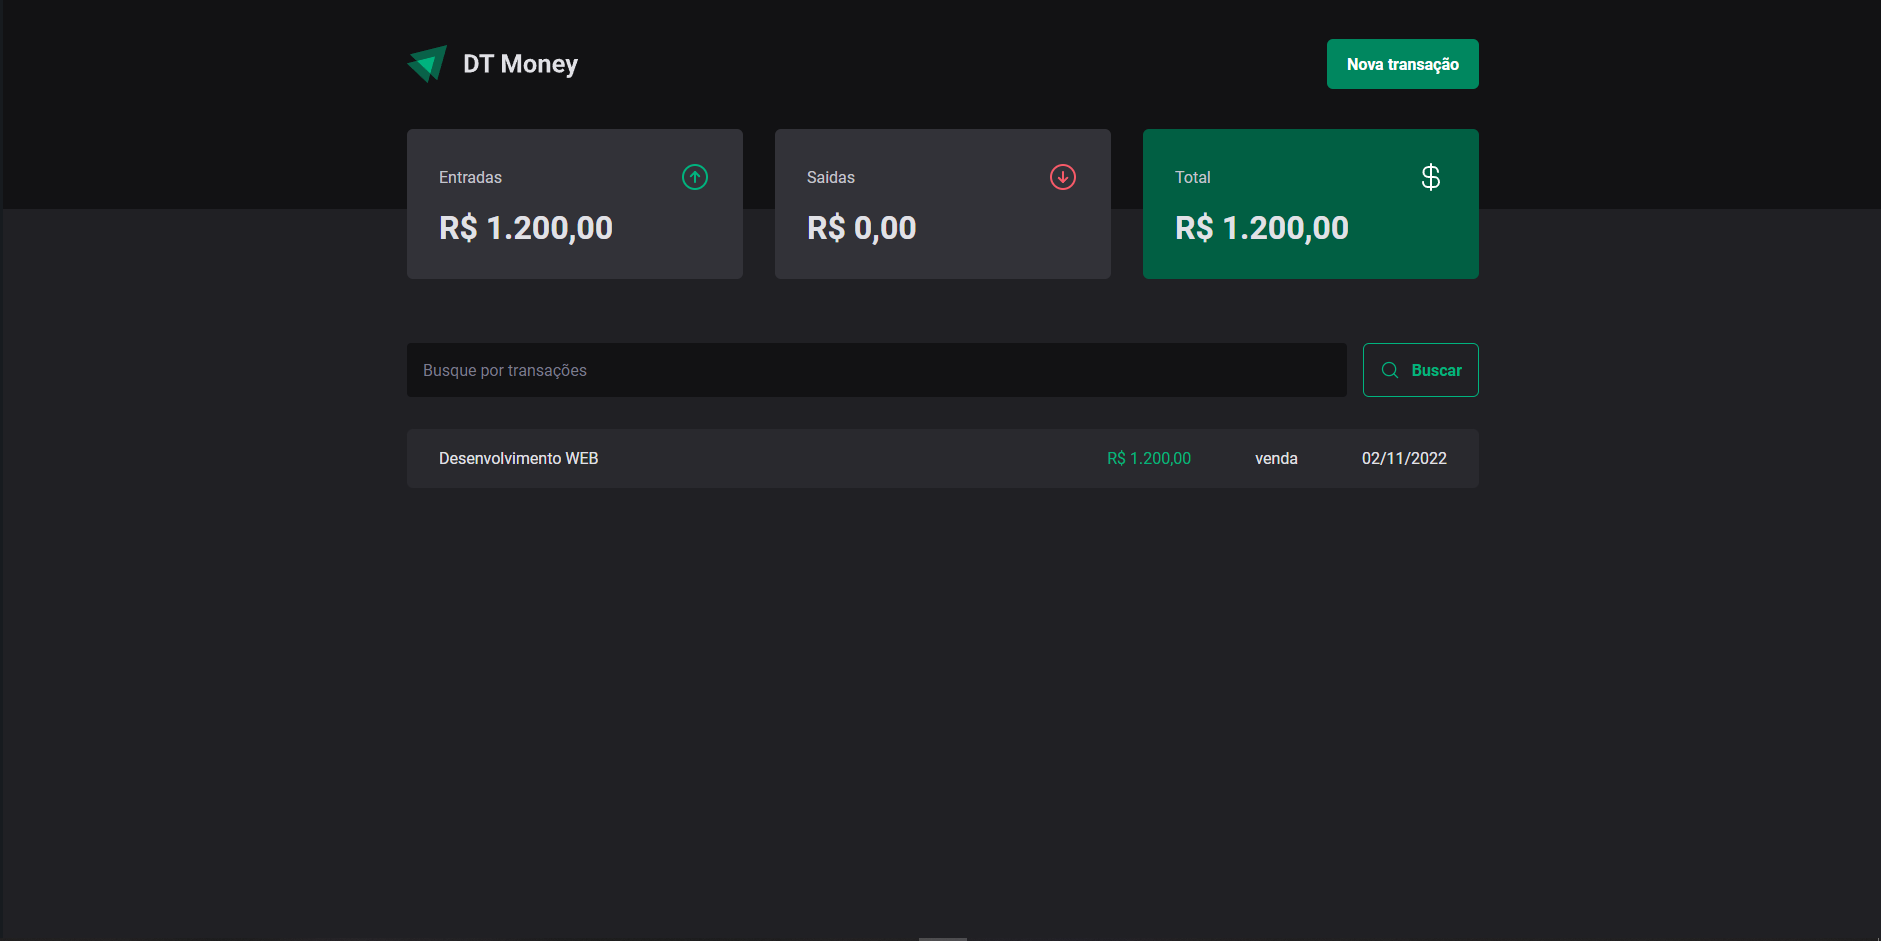 DT Money
Nova transação
Entradas
R$ 1.200,00
Saidas
R$ 0,00
Total
$
R$ 1.200,00
Busque por transações
Buscar
Desenvolvimento WEB R$ 1.200,00 venda 02/11/2022